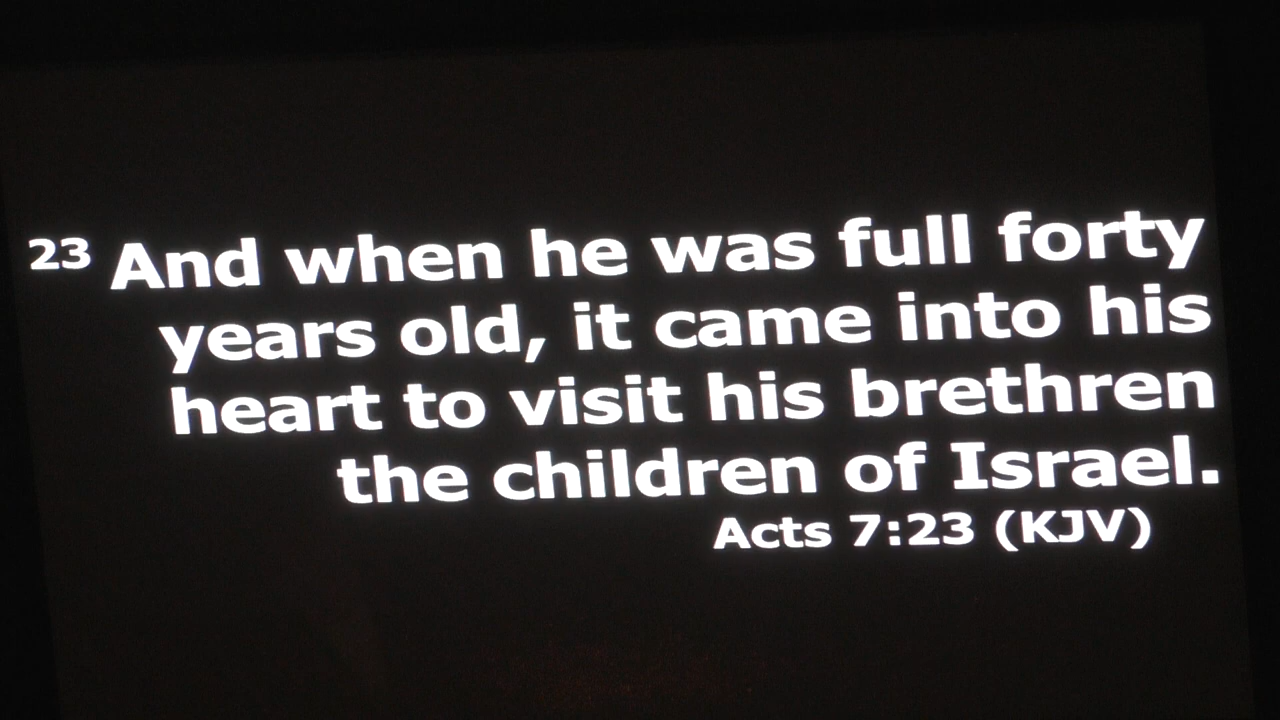 23 And when he was full forty
years old, it came into his
heart to visit his brethren
the children of Israel.
Acts 7:23 (KJV)